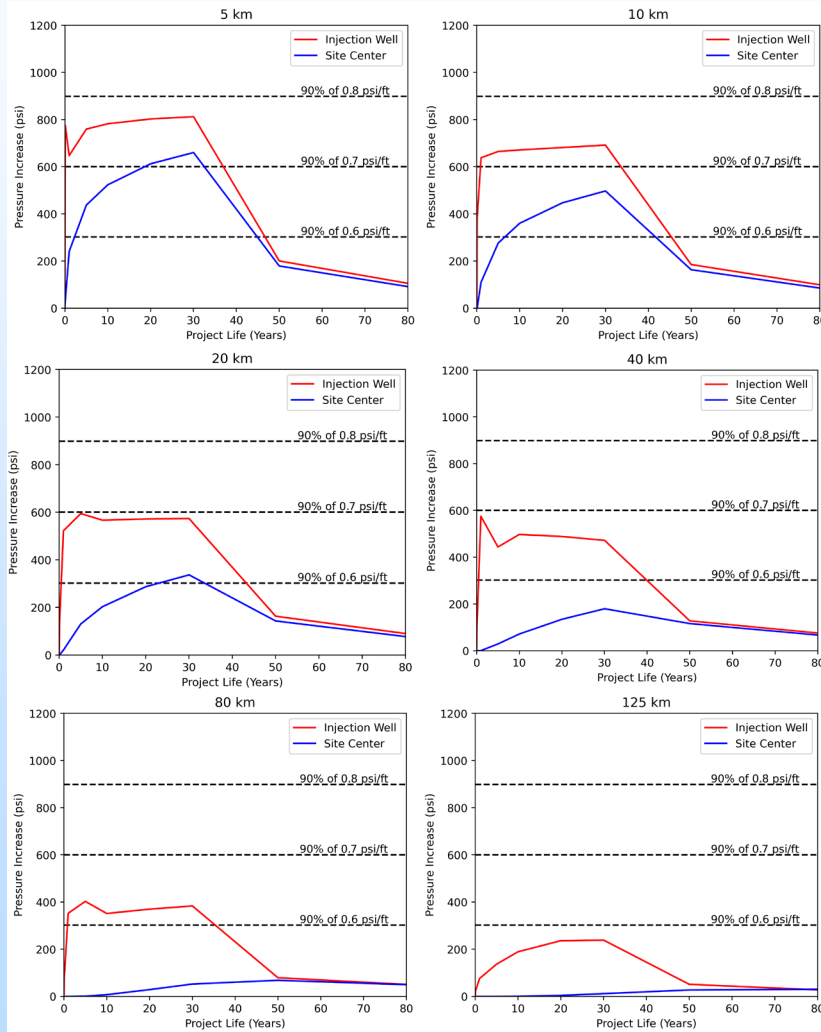 5 km
1200
1000
800
600
400
200
0
Pressure Increase (psi)
Injection Well
Site Center
90% of 0.8 psi/ft
90% of 0.7 psi/ft
90% of 0.6 psi/ft
0 10 20 30 40 50 60 70 80
Project Life (Years)
10 km
1200
1000
800
600
400
200
0
Pressure Increase (psi)
Injection Well
Site Center
90% of 0.8 psi/ft
90% of 0.7 psi/ft
90% of 0.6 psi/ft
0 10 20 30 40 50 60 70 80
Project Life (Years)
20 km
1200
1000
800
600
400
200
0
Pressure Increase (psi)
Injection Well
Site Center
90% of 0.8 psi/ft
90% of 0.7 psi/ft
90% of 0.6 psi/ft
0 10 20 30 40 50 60 70 80
Project Life (Years)
40 km
1200
1000
800
600
400
200
0
Pressure Increase (psi)
Injection Well
Site Center
90% of 0.8 psi/ft
90% of 0.7 psi/ft
90% of 0.6 psi/ft
0 10 20 30 40 50 60 70 80
Project Life (Years)
80 km
1200
1000
800
600
400
200
0
Pressure Increase (psi)
Injection Well
Site Center
90% of 0.8 psi/ft
90% of 0.7 psi/ft
90% of 0.6 psi/ft
0 10 20 30 40 50 60 70 80
Project Life (Years)
125 km
1200
1000
800
600
400
200
0
Pressure Increase (psi)
Injection Well
Site Center
90% of 0.8 psi/ft
90% of 0.7 psi/ft
90% of 0.6 psi/ft
0 10 20 30 40 50 60 70 80
Project Life (Years)